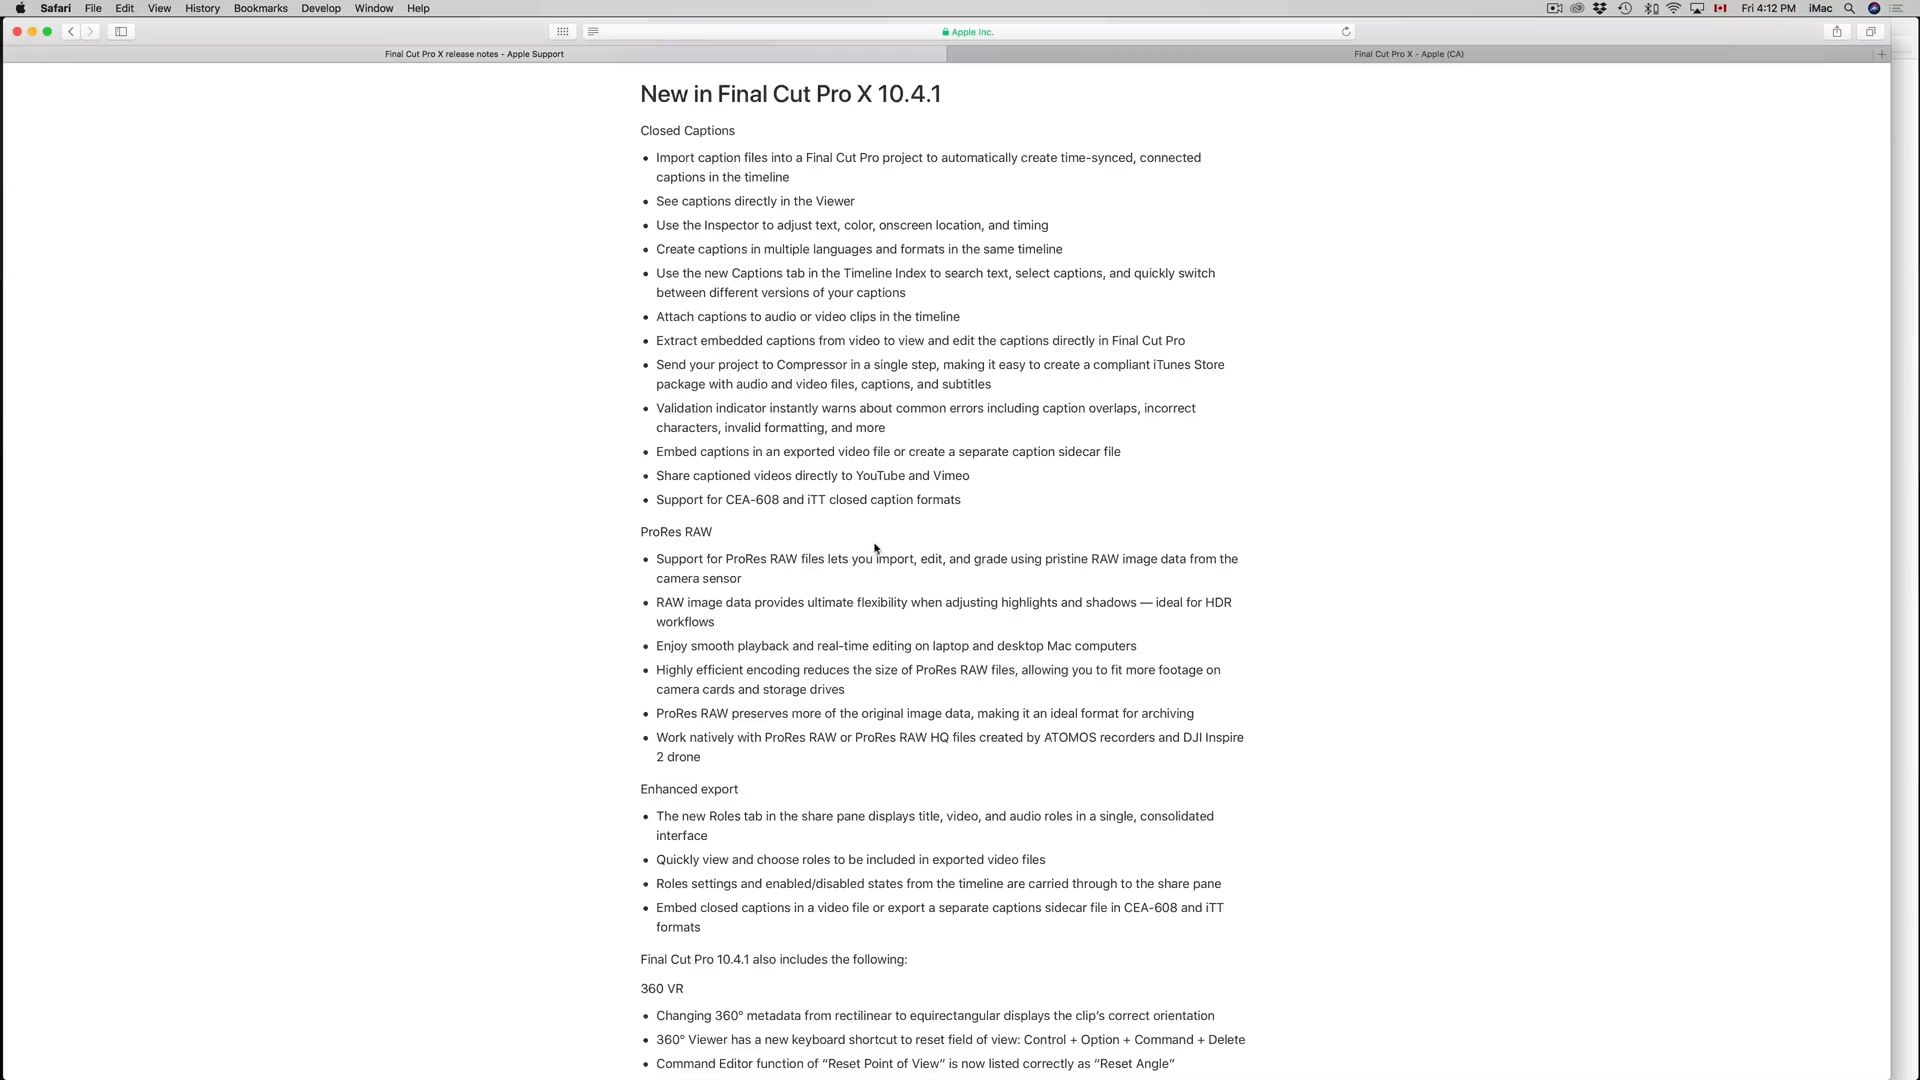 Safari File Edit View History Bookmarks Develop Window Help Fri 4:12 PM iMac
Apple Inc.
Final Cut Pro X release notes - Apple Support Final Cut Pro X - Apple (CA)
New in Final Cut Pro X 10.4.1
Closed Captions
• Import caption files into a Final Cut Pro project to automatically create time-synced, connected
captions in the timeline
• See captions directly in the Viewer
• Use the Inspector to adjust text, color, onscreen location, and timing
• Create captions in multiple languages and formats in the same timeline
• Use the new Captions tab in the Timeline Index to search text, select captions, and quickly switch
between different versions of your captions
• Attach captions to audio or video clips in the timeline
• Extract embedded captions from video to view and edit the captions directly in Final Cut Pro
• Send your project to Compressor in a single step, making it easy to create a compliant iTunes Store
package with audio and video files, captions, and subtitles
• Validation indicator instantly warns about common errors including caption overlaps, incorrect
characters, invalid formatting, and more
• Embed captions in an exported video file or create a separate caption sidecar file
• Share captioned videos directly to YouTube and Vimeo
• Support for CEA-608 and iTT closed caption formats
ProRes RAW
• Support for ProRes RAW files lets you import, edit, and grade using pristine RAW image data from the
camera sensor
• RAW image data provides ultimate flexibility when adjusting highlights and shadows — ideal for HDR
workflows
• Enjoy smooth playback and real-time editing on laptop and desktop Mac computers
• Highly efficient encoding reduces the size of ProRes RAW files, allowing you to fit more footage on
camera cards and storage drives
• ProRes RAW preserves more of the original image data, making it an ideal format for archiving
• Work natively with ProRes RAW or ProRes RAW HQ files created by ATOMOS recorders and DJI Inspire
2 drone
Enhanced export
• The new Roles tab in the share pane displays title, video, and audio roles in a single, consolidated
interface
• Quickly view and choose roles to be included in exported video files
• Roles settings and enabled/disabled states from the timeline are carried through to the share pane
• Embed closed captions in a video file or export a separate captions sidecar file in CEA-608 and iTT
formats
Final Cut Pro 10.4.1 also includes the following:
360 VR
• Changing 360° metadata from rectilinear to equirectangular displays the clip’s correct orientation
• 360° Viewer has a new keyboard shortcut to reset field of view: Control + Option + Command + Delete
• Command Editor function of “Reset Point of View” is now listed correctly as “Reset Angle”